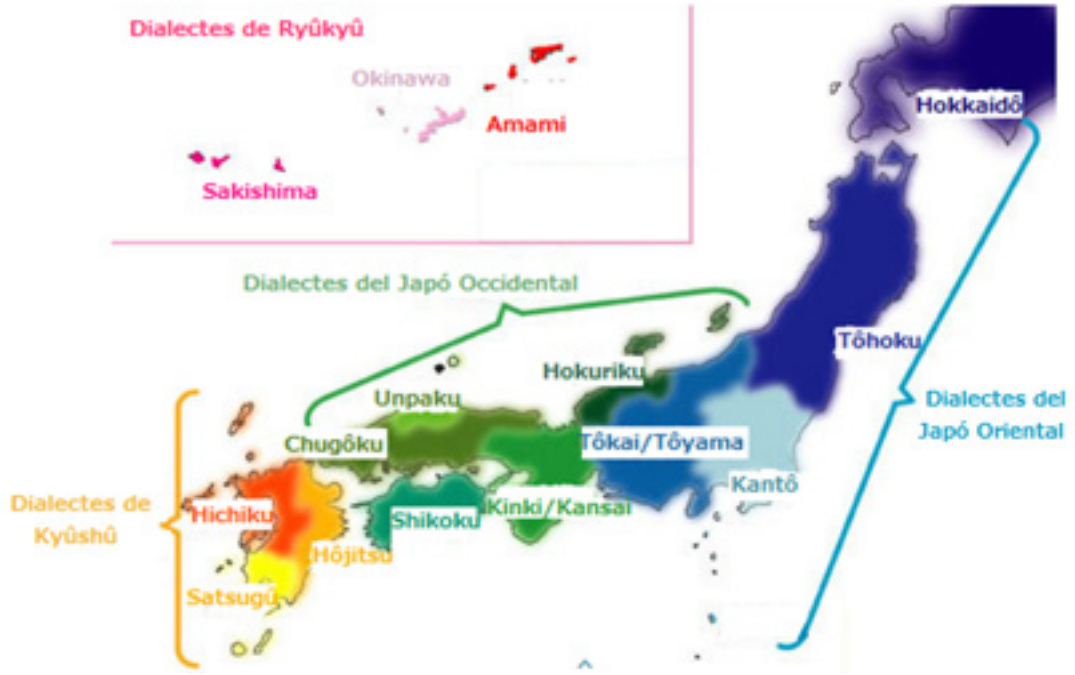 Dialectes de Ryûkyû
Okinawa
Amami
Sakishima
Hokkaidô
Dialectes del Japó Occidental
Tôhoku
Hokuriku
Unpaku
Dialectes del
Japó Oriental
Chugôku
Tôkai/Tôyama
Kantô
Dialectes de
Kyûshû
Hichiku
Shikoku
Kinki/Kansai
Hôjitsu
Satsugû